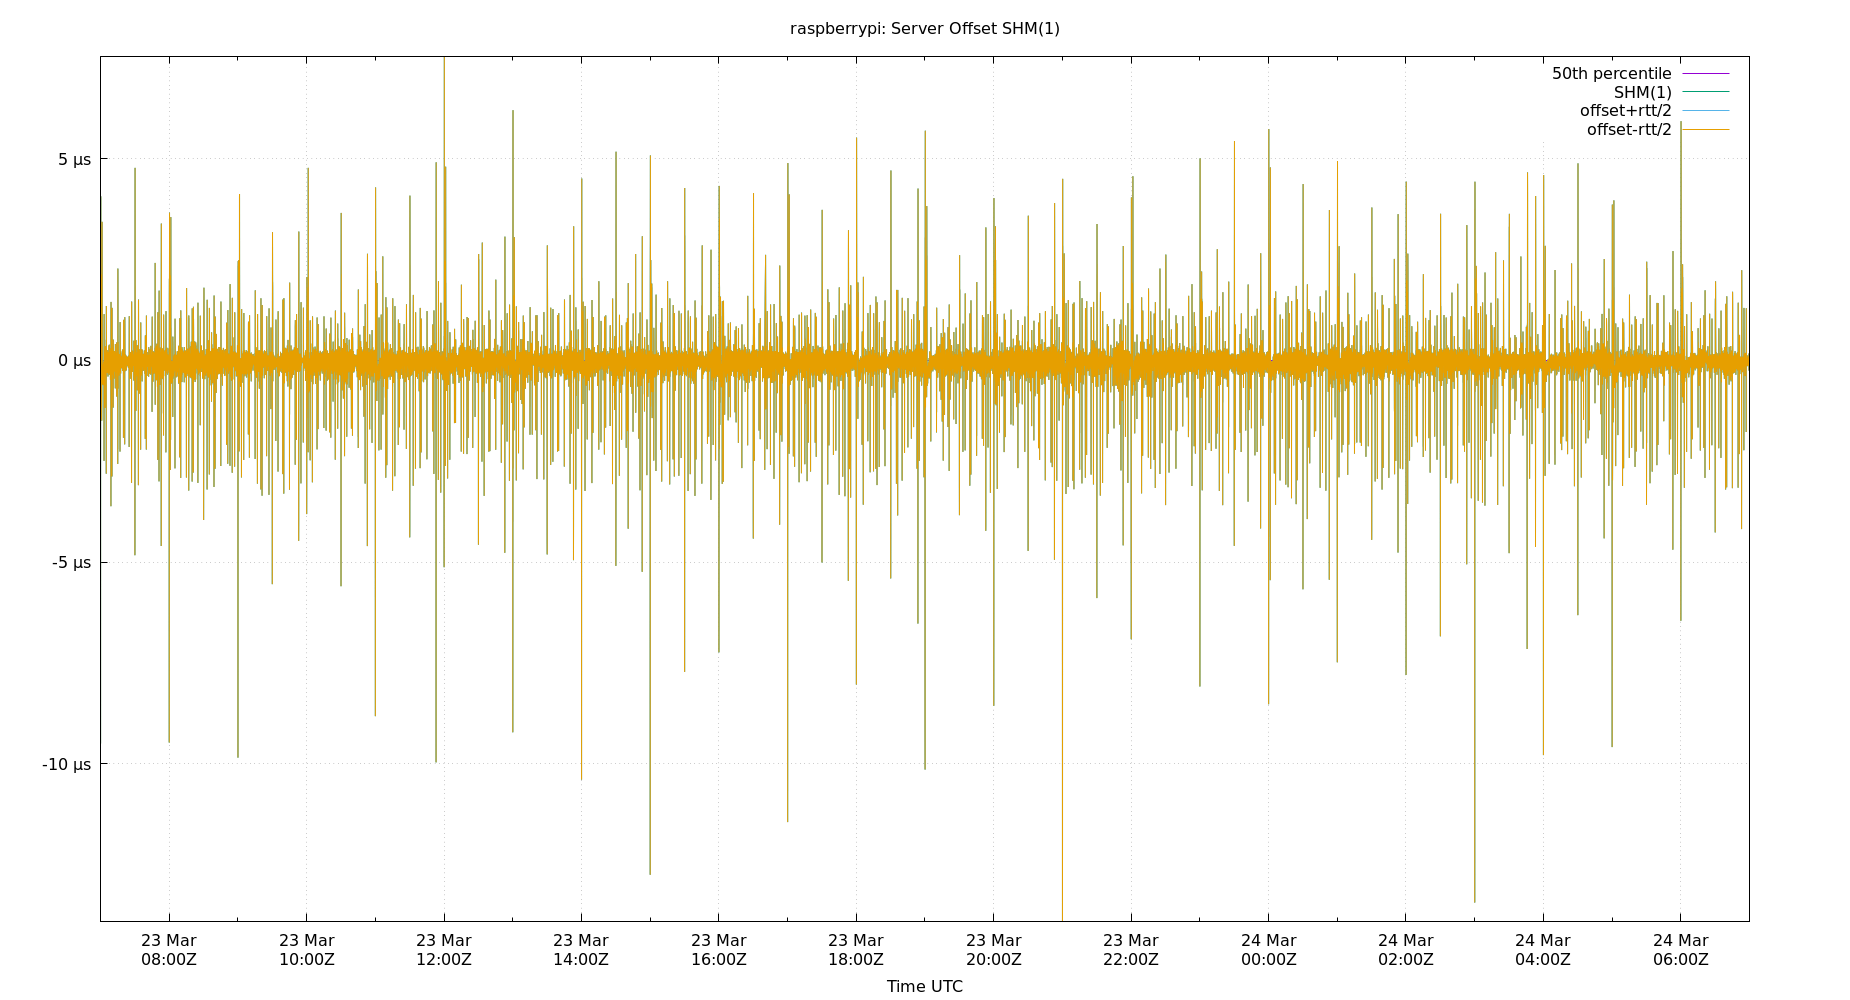 raspberrypi: Server Offset SHM(1)
50th percentile
SHM(1)
offset+rtt/2
offset-rtt/2
5 µs
0 µs
-5 µs
-10 µs
23 Mar 23 Mar 23 Mar 23 Mar 23 Mar 23 Mar 23 Mar 23 Mar 24 Mar 24 Mar 24 Mar 24 Mar
08:00Z 10:00Z 12:00Z 14:00Z 16:00Z 18:00Z 20:00Z 22:00Z 00:00Z 02:00Z 04:00Z 06:00Z
Time UTC